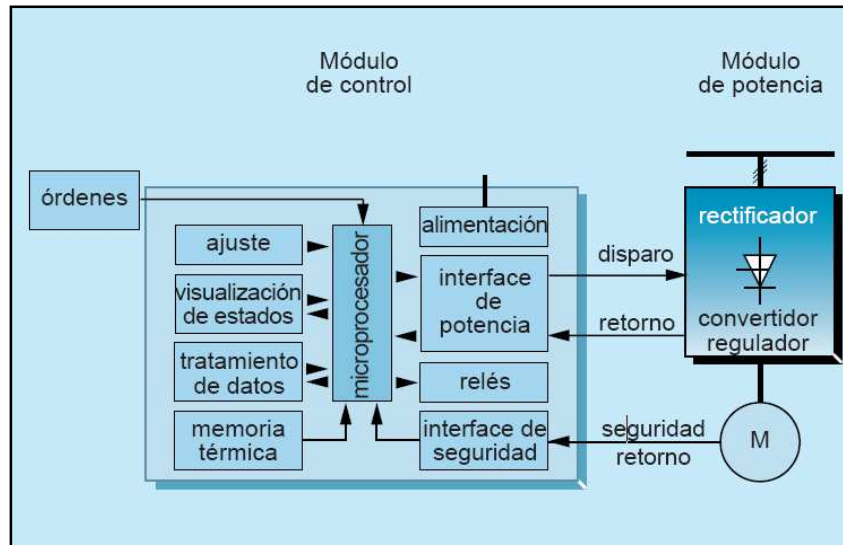 Módulo
de control
Módulo
de potencia
órdenes
ajuste
visualización
de estados
tratamiento
de datos
memoria
térmica
microprocesador
alimentación
interface
de
potencia
relés
interface de
seguridad
disparo
retorno
seguridad
retorno
rectificador
convertidor
regulador
M